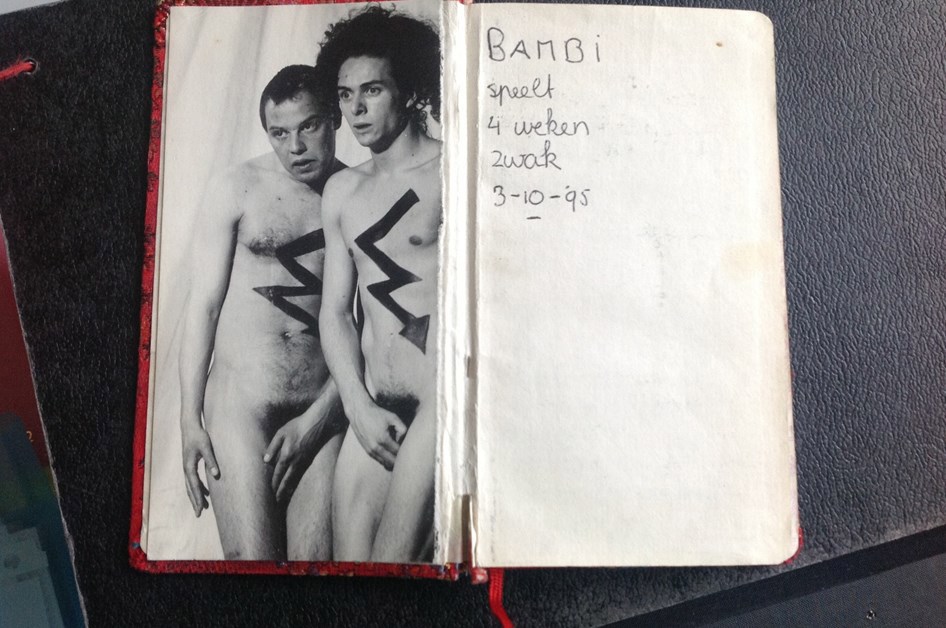 BAMBi
speelt
4 weken
zwak
3-10-'95